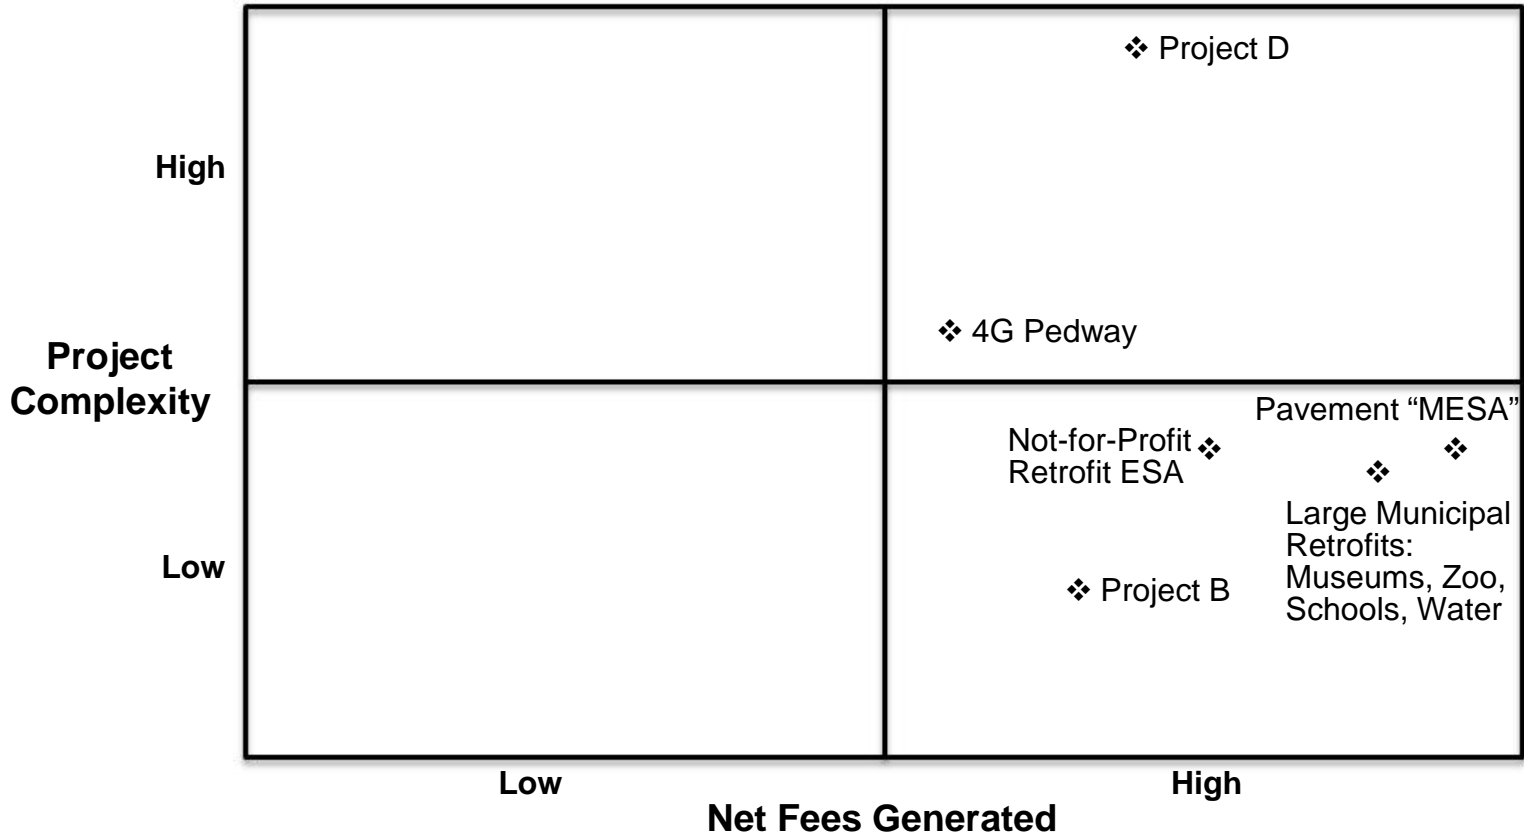 Project D
High
4G Pedway
Project
Complexity
Pavement “MESA”
Not-for-Profit
Retrofit ESA
Large Municipal
Retrofits:
Museums, Zoo,
Schools, Water
Low
Project B
Low
High
Net Fees Generated